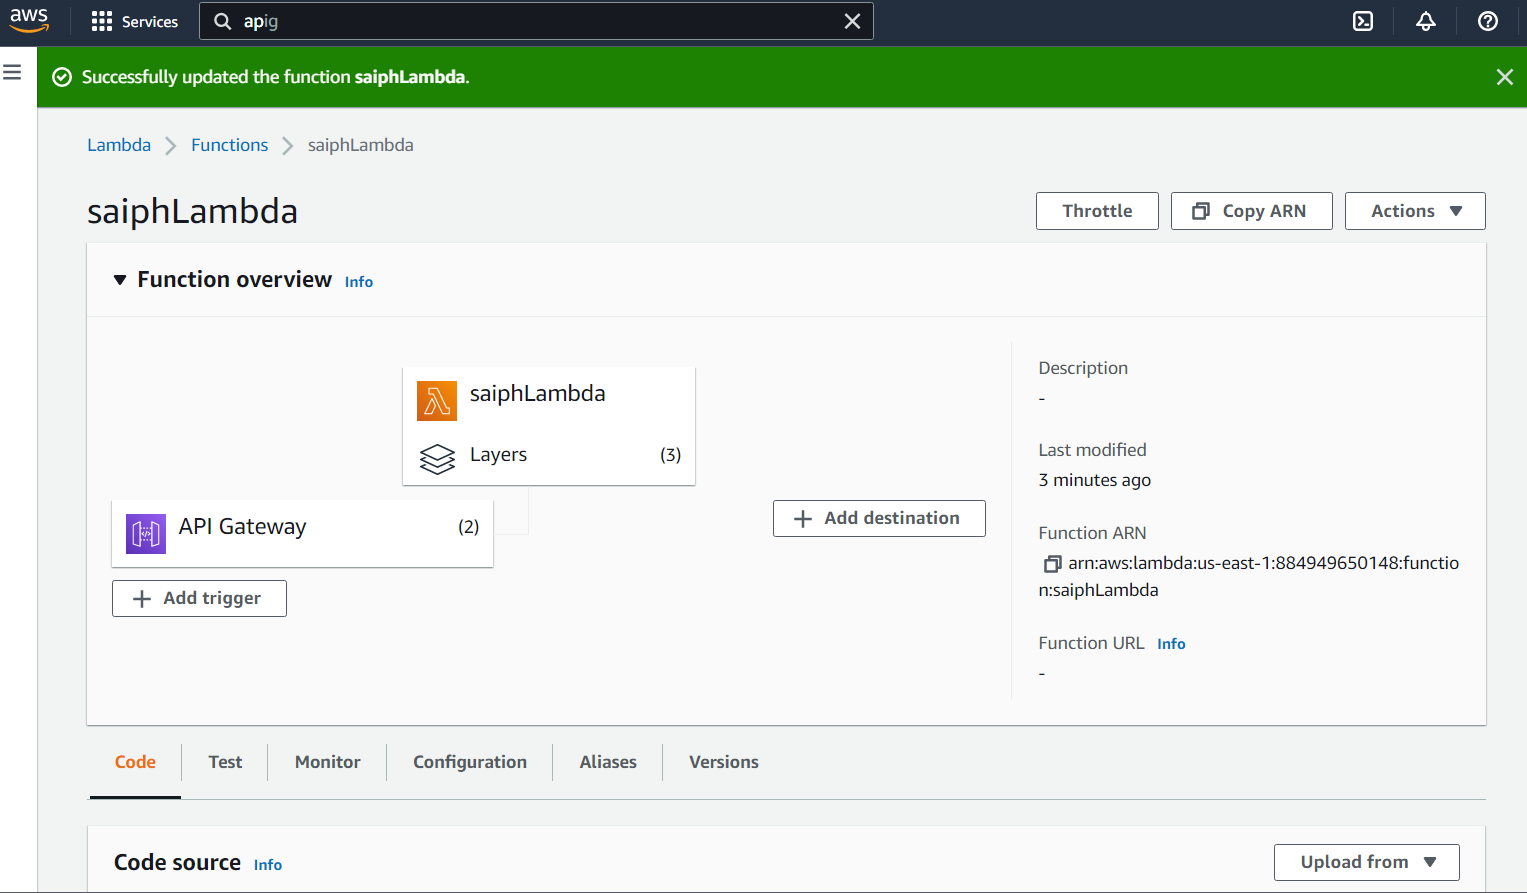 aws Services apig
Successfully updated the function saiphLambda.
Lambda Functions saiphLambda
saiphLambda
Throttle Copy ARN Actions
Function overview Info
saiphLambda
Layers (3)
API Gateway (2)
Add trigger
Add destination
Description
-
Last modified
3 minutes ago
Function ARN
arn:aws:lambda:us-east-1:884949650148:functio
n:saiphLambda
Function URL Info
-
Code Test Monitor Configuration Aliases Versions
Code source Info
Upload from